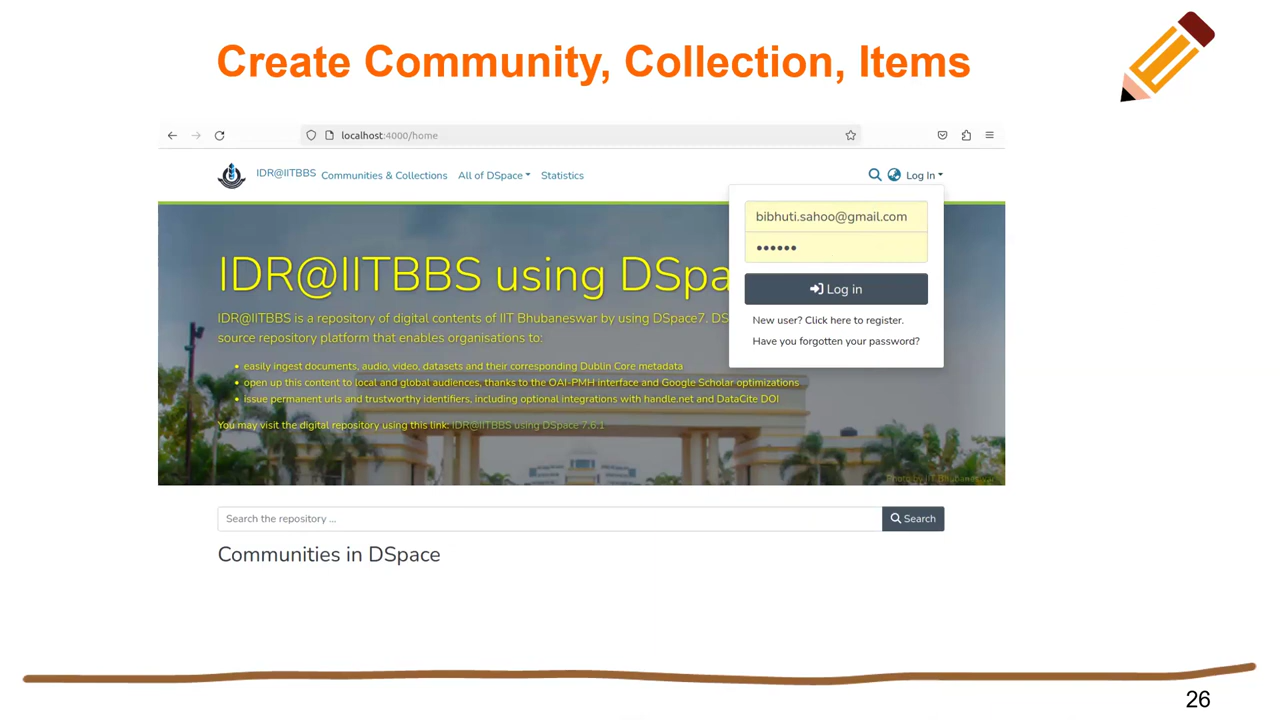 Create Community, Collection, Items
localhost:4000/home
IDR@IITBBS Communities & Collections All of DSpace Statistics Log In
bibhuti.sahoo@gmail.com
••••••
Log in
New user? Click here to register.
Have you forgotten your password?
IDR@IITBBS using DSpa
IDR@IITBBS is a repository of digital contents of IIT Bhubaneswar by using DSpace7. DS
source repository platform that enables organisations to:
• easily ingest documents, audio, video, datasets and their corresponding Dublin Core metadata
• open up this content to local and global audiences, thanks to the OAI-PMH interface and Google Scholar optimizations
• issue permanent urls and trustworthy identifiers, including optional integrations with handle.net and DataCite DOI
You may visit the digital repository using this link: IDR@IITBBS using DSpace 7.6.1
Photo by IIT Bhubaneswar
Search the repository ...
Search
Communities in DSpace
26